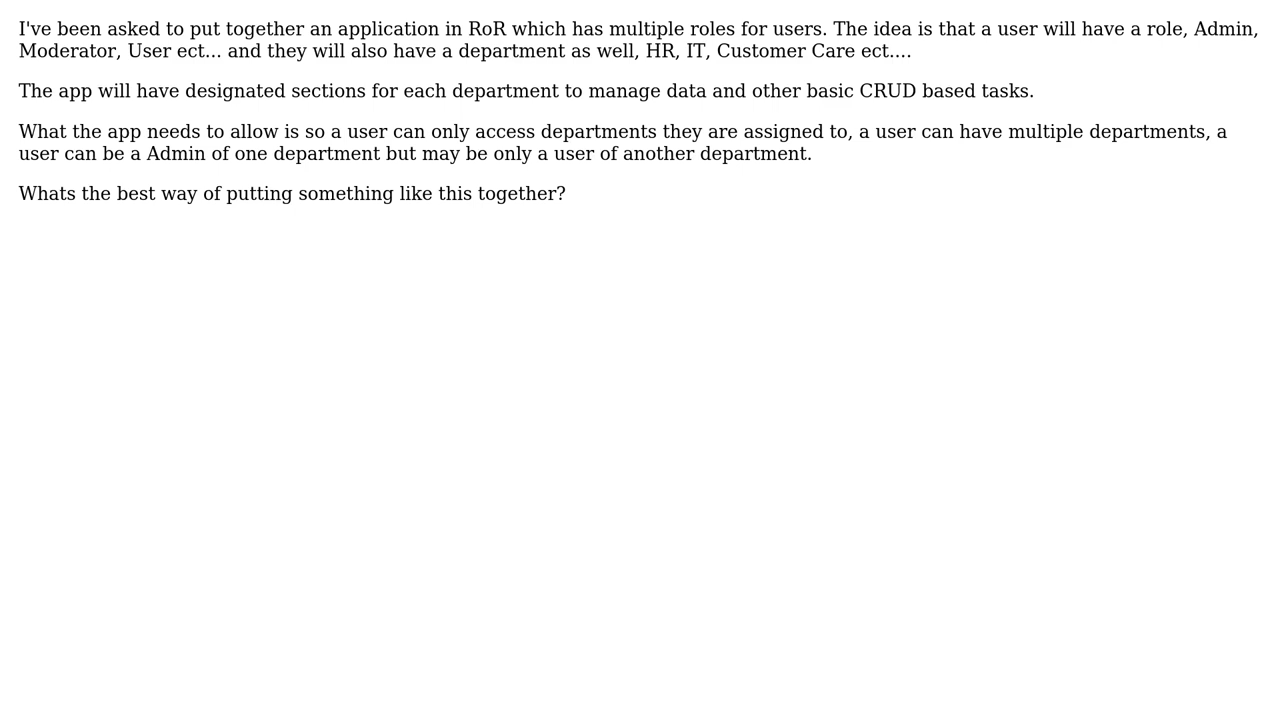 I've been asked to put together an application in RoR which has multiple roles for users. The idea is that a user will have a role, Admin,
Moderator, User ect... and they will also have a department as well, HR, IT, Customer Care ect....
The app will have designated sections for each department to manage data and other basic CRUD based tasks.
What the app needs to allow is so a user can only access departments they are assigned to, a user can have multiple departments, a
user can be a Admin of one department but may be only a user of another department.
Whats the best way of putting something like this together?